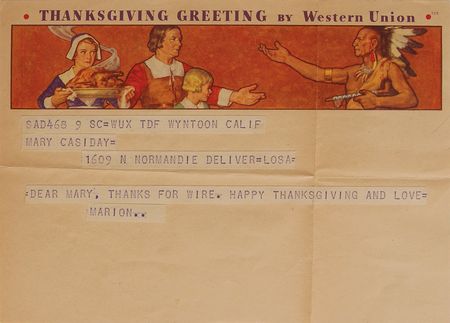 • THANKSGIVING GREETING BY Western Union •
SAD468 9 SC=WUX TDF WYNTOON CALIF
MARY CASIDAY=
1609 N NORMANDIE DELIVER=LOSA=
=DEAR MARY, THANKS FOR WIRE. HAPPY THANKSGIVING AND LOVE=
MARION..